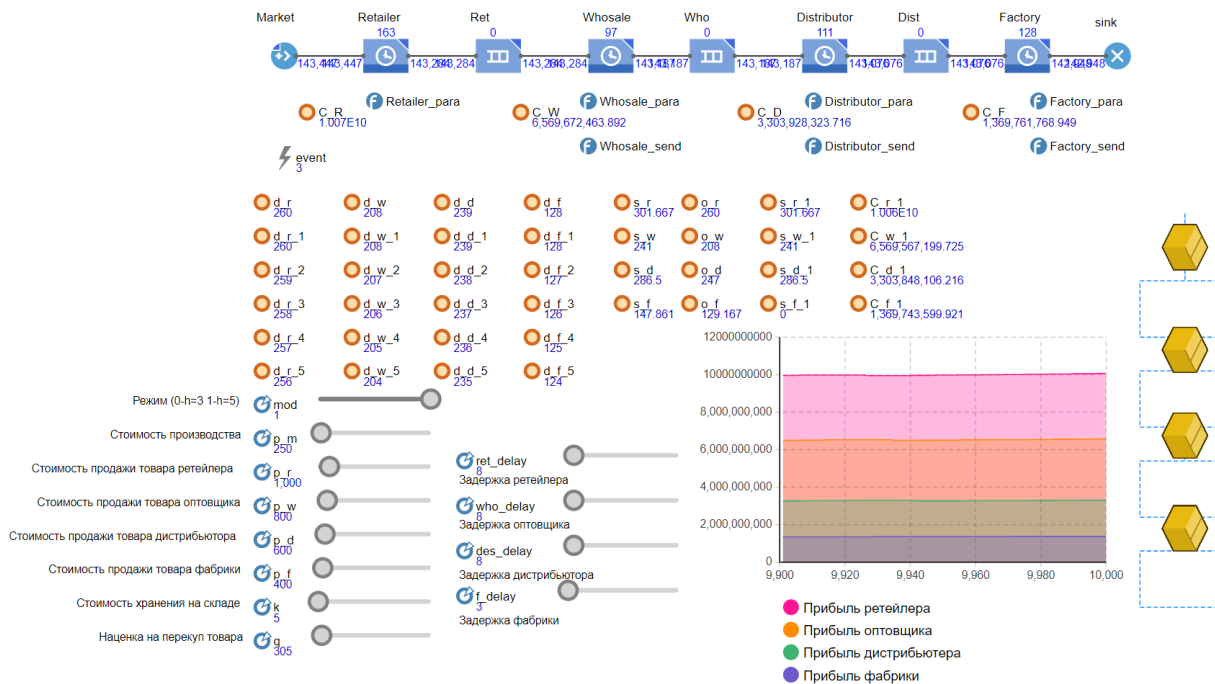 Market Retailer Ret Whosale Who Distributor Dist Factory sink
163 0 97 0 111 0 128
C_R
1.007E10
Retailer_para
C_W
6,569,672,463.892
Whosale_para
C_D
3,303,928,323.716
Distributor_para
C_F
1,369,761,768.949
Factory_para
Whosale_send
Distributor_send
Factory_send
event
3
d_r d_w d_d d_f s_r o_r s_r_1 C_r_1
260 208 239 128 301.667 260 301.667 1.006E10
d_r_1 d_w_1 d_d_1 d_f_1 s_w o_w s_w_1 C_w_1
260 208 239 128 241 208 241 6,569,567,199.725
d_r_2 d_w_2 d_d_2 d_f_2 s_d o_d s_d_1 C_d_1
259 207 238 127 286.5 247 286.5 3,303,848,106.216
d_r_3 d_w_3 d_d_3 d_f_3 s_f o_f s_f_1 C_f_1
258 206 237 126 147.861 129.167 0 1,369,743,599.921
d_r_4 d_w_4 d_d_4 d_f_4
257 205 236 125
d_r_5 d_w_5 d_d_5 d_f_5
256 204 235 124
Режим (0-h=3 1-h=5) mod
1
Стоимость производства p_m
250
Стоимость продажи товара ретейлера p_r
1,000
Стоимость продажи товара оптовщика p_w
800
Стоимость продажи товара дистрибьютора p_d
600
Стоимость продажи товара фабрики p_f
400
Стоимость хранения на складе k
5
Наценка на перекуп товара q
305
ret_delay
8
Задержка ретейлера
who_delay
8
Задержка оптовщика
des_delay
8
Задержка дистрибьютора
f_delay
3
Задержка фабрики
12000000000
10000000000
8,000,000,000
6,000,000,000
4,000,000,000
2,000,000,000
0
9,900 9,920 9,940 9,960 9,980 10,000
Прибыль ретейлера
Прибыль оптовщика
Прибыль дистрибьютера
Прибыль фабрики